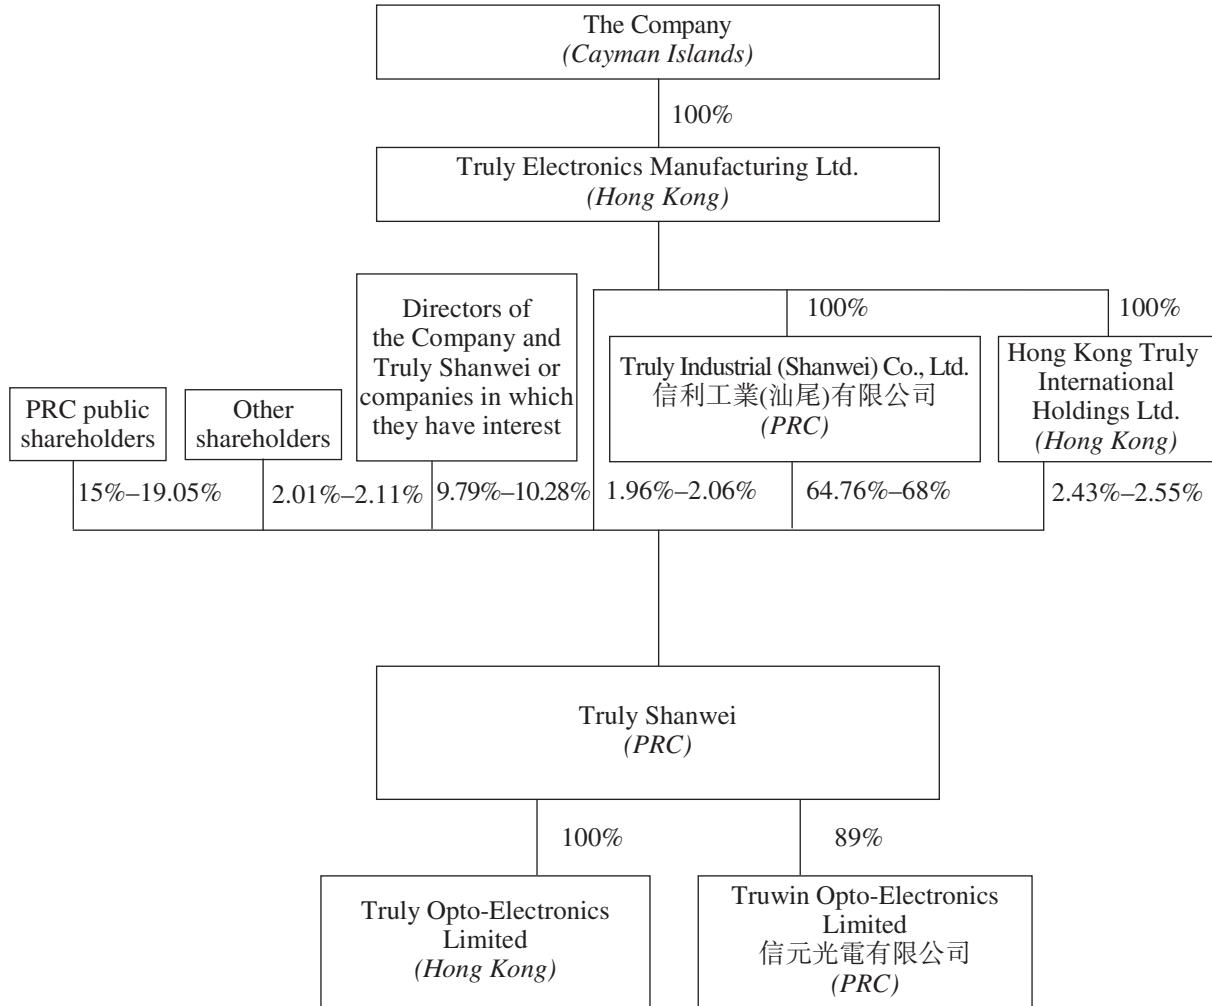 The Company
(Cayman Islands)
100%
Truly Electronics Manufacturing Ltd.
(Hong Kong)
PRC public
shareholders
Other
shareholders
Directors of
the Company and
Truly Shanwei or
companies in which
they have interest
100%
Truly Industrial (Shanwei) Co., Ltd.
信利工業(汕尾)有限公司
(PRC)
100%
Hong Kong Truly
International
Holdings Ltd.
(Hong Kong)
15%–19.05%
2.01%–2.11%
9.79%–10.28%
1.96%–2.06%
64.76%–68%
2.43%–2.55%
Truly Shanwei
(PRC)
100%
89%
Truly Opto-Electronics
Limited
(Hong Kong)
Truwin Opto-Electronics
Limited
信元光電有限公司
(PRC)